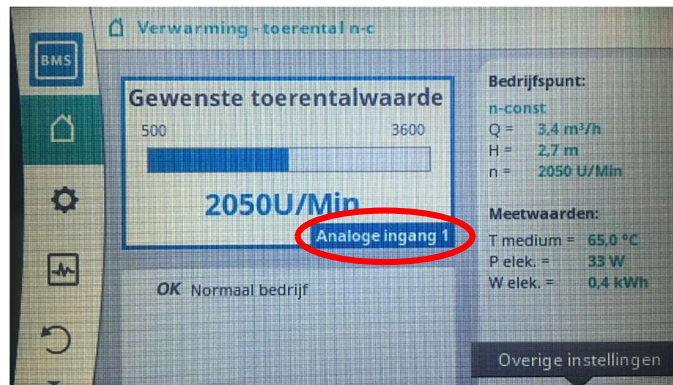 Verwarming - toerental n-c
BMS
Gewenste toerentalwaarde
500 3600
2050U/Min
Analoge ingang 1
OK Normaal bedrijf
Bedrijfspunt:
n-const
Q = 3,4 m³/h
H = 2,7 m
n = 2050 U/Min
Meetwaarden:
T medium = 65,0 °C
P elek. = 33 W
W elek. = 0,4 kWh
Overige instellingen